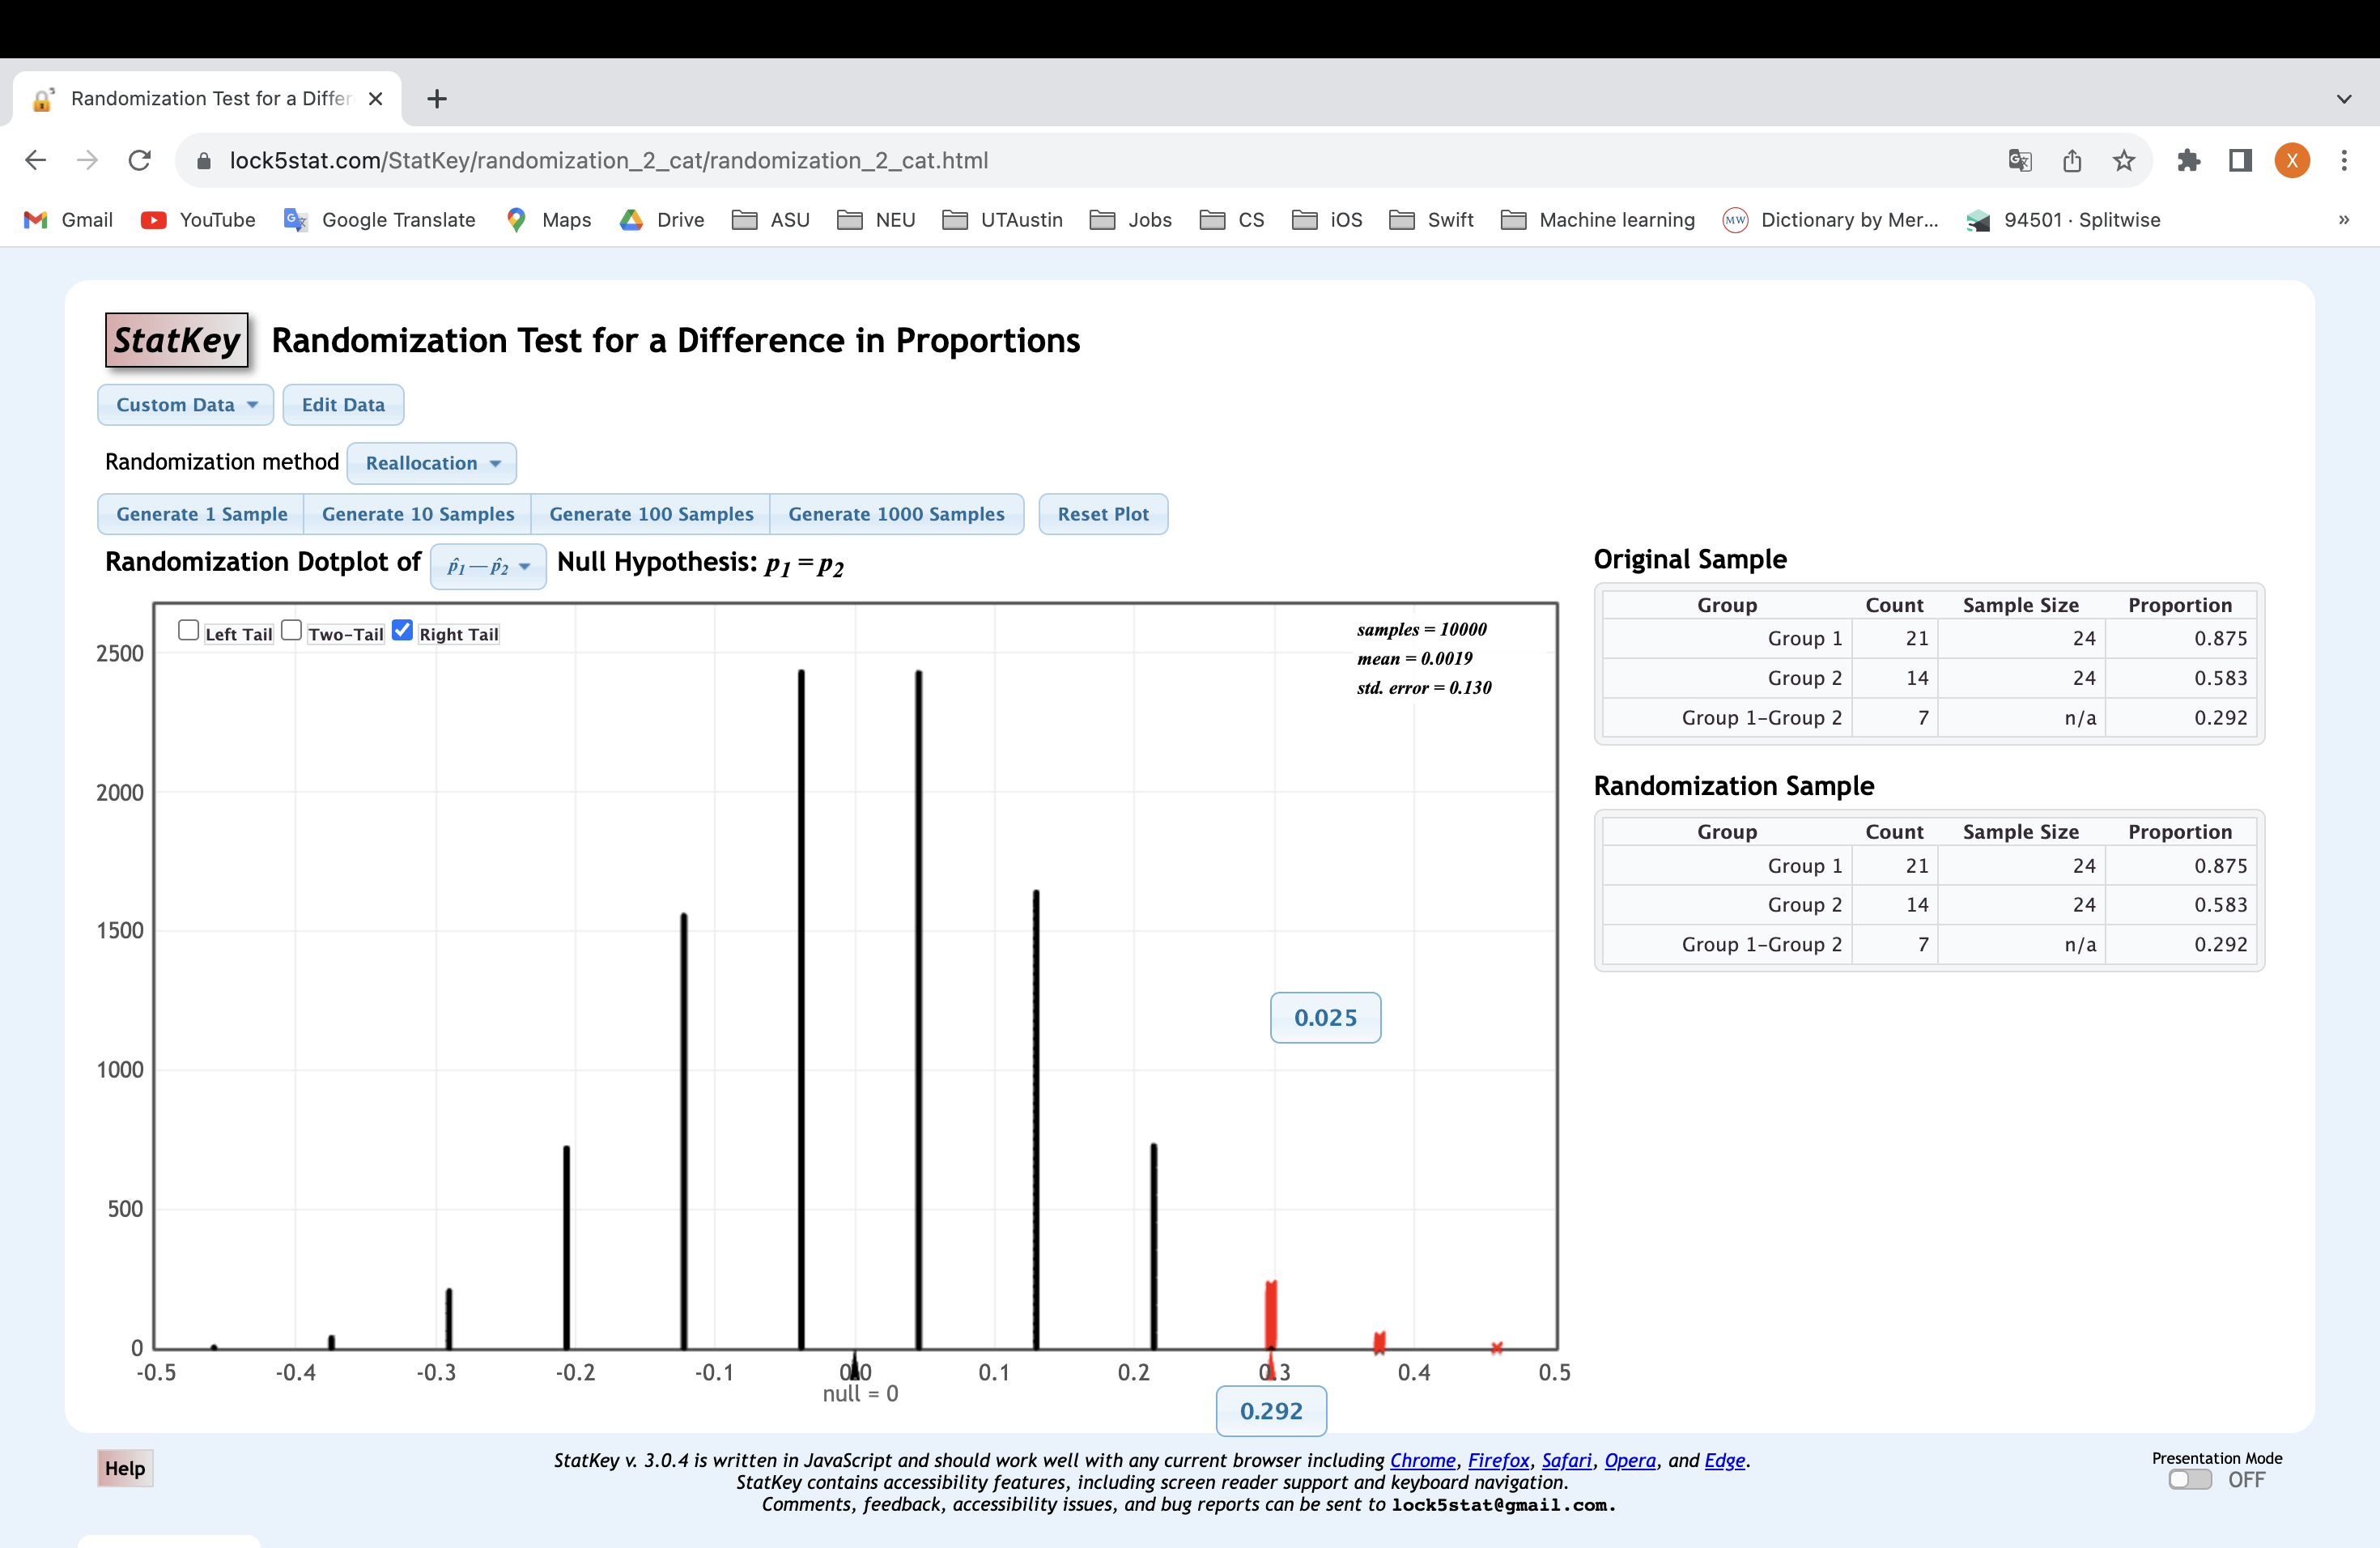 Randomization Test for a Differ
lock5stat.com/StatKey/randomization_2_cat/randomization_2_cat.html
X
Gmail YouTube Google Translate Maps Drive ASU NEU UTAustin Jobs CS iOS Swift Machine learning MW Dictionary by Mer... 94501 · Splitwise »
StatKey Randomization Test for a Difference in Proportions
Custom Data Edit Data
Randomization method Reallocation
Generate 1 Sample Generate 10 Samples Generate 100 Samples Generate 1000 Samples Reset Plot
Randomization Dotplot of p̂₁—p̂₂ Null Hypothesis: p₁=p₂
Left Tail Two-Tail Right Tail
samples = 10000
mean = 0.0019
std. error = 0.130
2500
2000
1500
1000
500
0
0.025
-0.5 -0.4 -0.3 -0.2 -0.1 0.0 0.1 0.2 0.3 0.4 0.5
null = 0
0.292
Original Sample
Group Count Sample Size Proportion
Group 1 21 24 0.875
Group 2 14 24 0.583
Group 1-Group 2 7 n/a 0.292
Randomization Sample
Group Count Sample Size Proportion
Group 1 21 24 0.875
Group 2 14 24 0.583
Group 1-Group 2 7 n/a 0.292
Help
StatKey v. 3.0.4 is written in JavaScript and should work well with any current browser including Chrome, Firefox, Safari, Opera, and Edge.
StatKey contains accessibility features, including screen reader support and keyboard navigation.
Comments, feedback, accessibility issues, and bug reports can be sent to lock5stat@gmail.com.
Presentation Mode
OFF